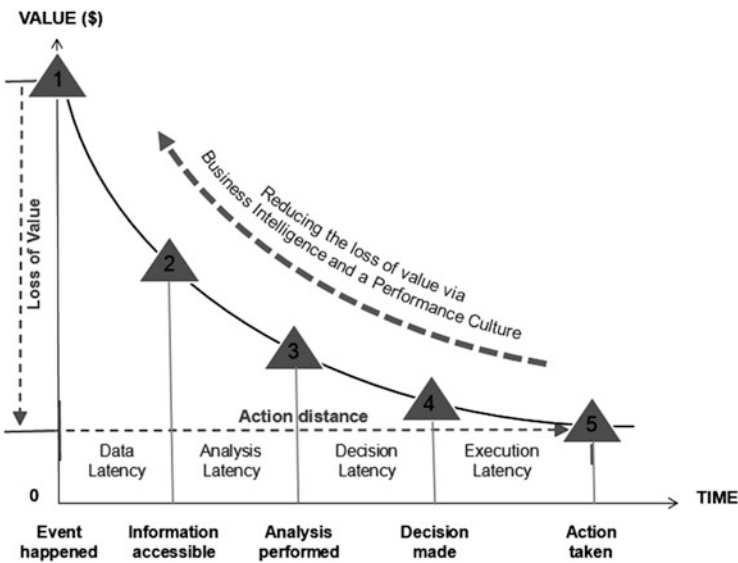 VALUE ($)
1
Reducing the loss of value via
Business Intelligence and a Performance Culture
Loss of Value
2
3
4
5
Action distance
Data
Latency
Analysis
Latency
Decision
Latency
Execution
Latency
0
TIME
Event
happened
Information
accessible
Analysis
performed
Decision
made
Action
taken